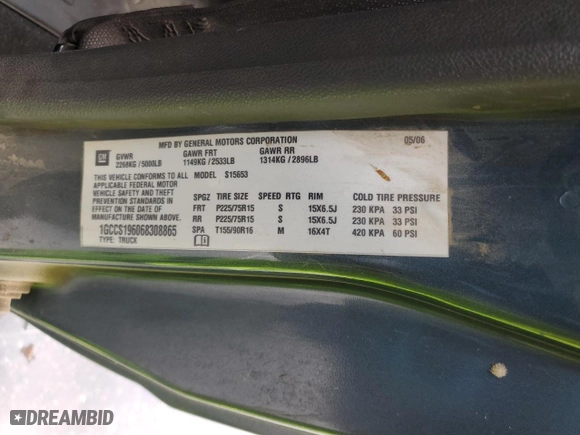 MFD BY GENERAL MOTORS CORPORATION 05/06
GM GVWR GAWR FRT GAWR RR
2268KG / 5000LB 1149KG / 2533LB 1314KG / 2896LB
THIS VEHICLE CONFORMS TO ALL MODEL S15653
APPLICABLE FEDERAL MOTOR
VEHICLE SAFETY AND THEFT
PREVENTION STANDARDS IN
EFFECT ON THE DATE OF
MANUFACTURE SHOWN ABOVE.
1GCCS196068308865
TYPE: TRUCK
SPGZ TIRE SIZE SPEED RTG RIM COLD TIRE PRESSURE
FRT P225/75R15 S 15X6.5J 230 KPA 33 PSI
RR P225/75R15 S 15X6.5J 230 KPA 33 PSI
SPA T155/90R16 M 16X4T 420 KPA 60 PSI
DREAMBID